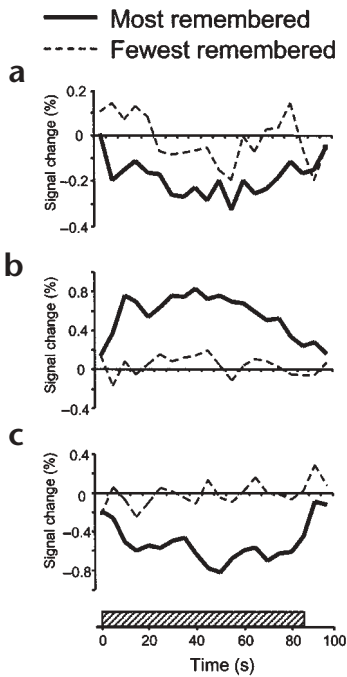 Most remembered
Fewest remembered
a
Signal change (%)
0.2
0
−0.2
−0.4
b
Signal change (%)
0.8
0.4
0
−0.4
c
Signal change (%)
0.4
0
−0.4
−0.8
0 20 40 60 80 100
Time (s)